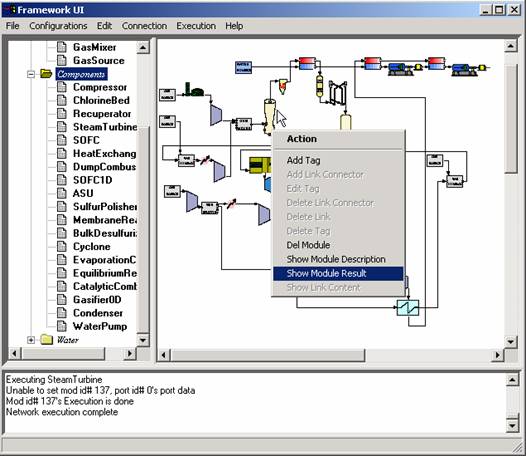 Framework UI
File Configurations Edit Connection Execution Help
GasMixer
GasSource
Components
Compressor
ChlorineBed
Recuperator
SteamTurbine
SOFC
HeatExchang
DumpCombus
SOFC1D
ASU
SulfurPolisher
MembraneRea
BulkDesulfuriz
Cyclone
EvaporationC
EquilibriumRe
CatalyticComb
Gasifier0D
Condenser
WaterPump
Water
Action
Add Tag
Add Link Connector
Edit Tag
Delete Link Connector
Delete Link
Delete Tag
Del Module
Show Module Description
Show Module Result
Show Link Content
Executing SteamTurbine
Unable to set mod id# 137, port id# 0's port data
Mod id# 137's Execution is done
Network execution complete